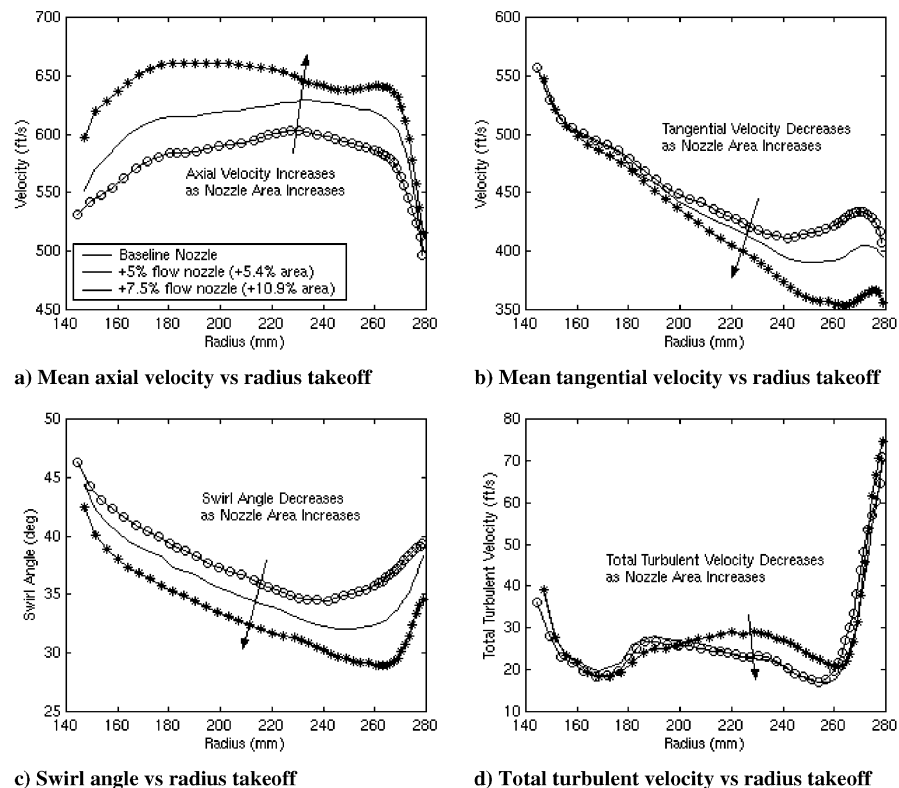 700
650
600
550
500
450
Velocity (ft/s)
Axial Velocity Increases
as Nozzle Area Increases
Baseline Nozzle
+5% flow nozzle (+5.4% area)
+7.5% flow nozzle (+10.9% area)
140 160 180 200 220 240 260 280
Radius (mm)
a) Mean axial velocity vs radius takeoff
600
550
500
450
400
350
Velocity (ft/s)
Tangential Velocity Decreases
as Nozzle Area Increases
140 160 180 200 220 240 260 280
Radius (mm)
b) Mean tangential velocity vs radius takeoff
50
45
40
35
30
25
Swirl Angle (deg)
Swirl Angle Decreases
as Nozzle Area Increases
140 160 180 200 220 240 260 280
Radius (mm)
c) Swirl angle vs radius takeoff
80
70
60
50
40
30
20
10
Total Turbulent Velocity (ft/s)
Total Turbulent Velocity Decreases
as Nozzle Area Increases
140 160 180 200 220 240 260 280
Radius (mm)
d) Total turbulent velocity vs radius takeoff